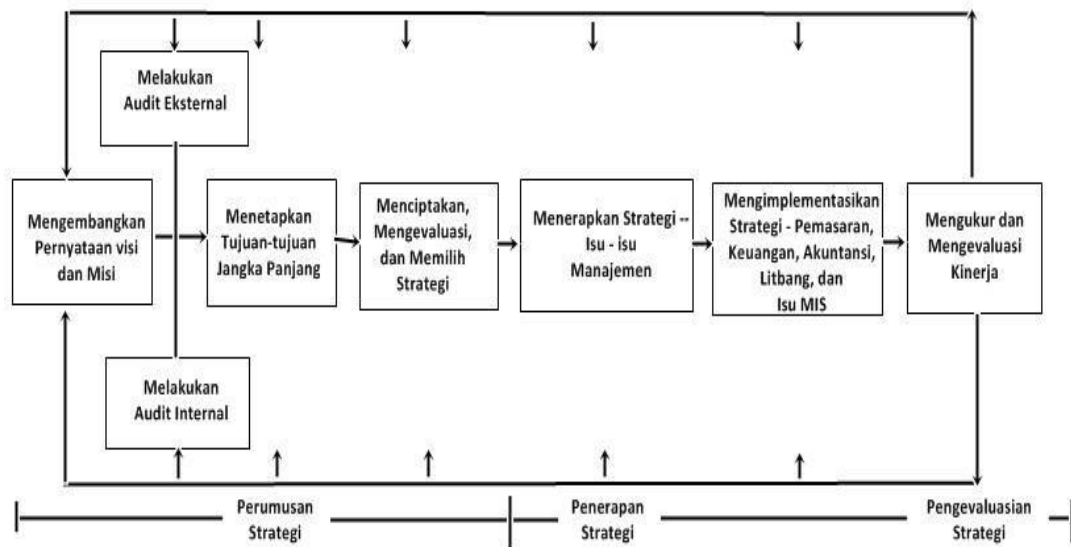 Melakukan
Audit Eksternal
Mengembangkan
Pernyataan visi
dan Misi
Menetapkan
Tujuan-tujuan
Jangka Panjang
Menciptakan,
Mengevaluasi,
dan Memilih
Strategi
Menerapkan Strategi --
Isu - isu
Manajemen
Mengimplementasikan
Strategi - Pemasaran,
Keuangan, Akuntansi,
Litbang, dan
Isu MIS
Mengukur dan
Mengevaluasi
Kinerja
Melakukan
Audit Internal
Perumusan
Strategi
Penerapan
Strategi
Pengevaluasian
Strategi